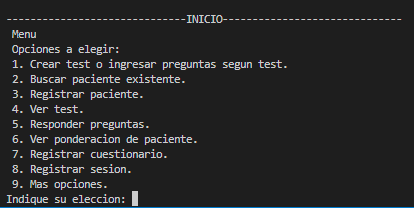 ------------------------------INICIO------------------------------
Menu
Opciones a elegir:
1. Crear test o ingresar preguntas segun test.
2. Buscar paciente existente.
3. Registrar paciente.
4. Ver test.
5. Responder preguntas.
6. Ver ponderacion de paciente.
7. Registrar cuestionario.
8. Registrar sesion.
9. Mas opciones.
Indique su eleccion: